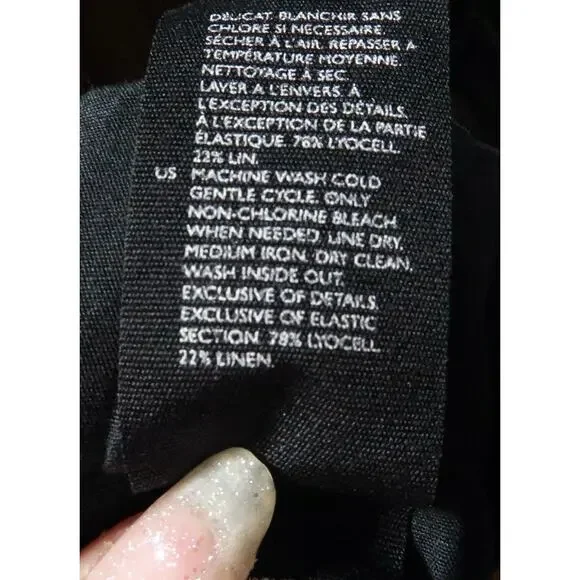 DÉLICAT. BLANCHIR SANS
CHLORE SI NECESSAIRE.
SÉCHER À L'AIR. REPASSER A
TEMPÉRATURE MOYENNE.
NETTOYAGE À SEC.
LAVER A L'ENVERS. À
L'EXCEPTION DES DÉTAILS.
À L'EXCEPTION DE LA PARTIE
ÉLASTIQUE. 78% LYOCELL.
22% LIN.
US MACHINE WASH COLD
GENTLE CYCLE. ONLY
NON-CHLORINE BLEACH
WHEN NEEDED. LINE DRY.
MEDIUM IRON. DRY CLEAN.
WASH INSIDE OUT.
EXCLUSIVE OF DETAILS.
EXCLUSIVE OF ELASTIC
SECTION. 78% LYOCELL.
22% LINEN.